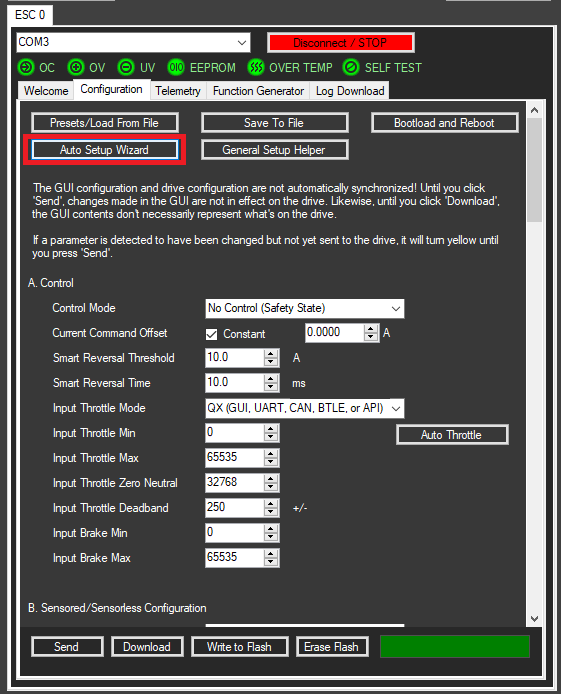 ESC 0
COM3
Disconnect / STOP
OC OV UV EEPROM OVER TEMP SELF TEST
Welcome Configuration Telemetry Function Generator Log Download
Presets/Load From File Save To File Bootload and Reboot
Auto Setup Wizard General Setup Helper
The GUI configuration and drive configuration are not automatically synchronized! Until you click
'Send', changes made in the GUI are not in effect on the drive. Likewise, until you click 'Download',
the GUI contents don't necessarily represent what's on the drive.
If a parameter is detected to have been changed but not yet sent to the drive, it will turn yellow until
you press 'Send'.
A. Control
Control Mode No Control (Safety State)
Current Command Offset Constant 0.0000 A
Smart Reversal Threshold 10.0 A
Smart Reversal Time 10.0 ms
Input Throttle Mode QX (GUI, UART, CAN, BTLE, or API)
Input Throttle Min 0 Auto Throttle
Input Throttle Max 65535
Input Throttle Zero Neutral 32768
Input Throttle Deadband 250 +/-
Input Brake Min 0
Input Brake Max 65535
B. Sensored/Sensorless Configuration
Send Download Write to Flash Erase Flash